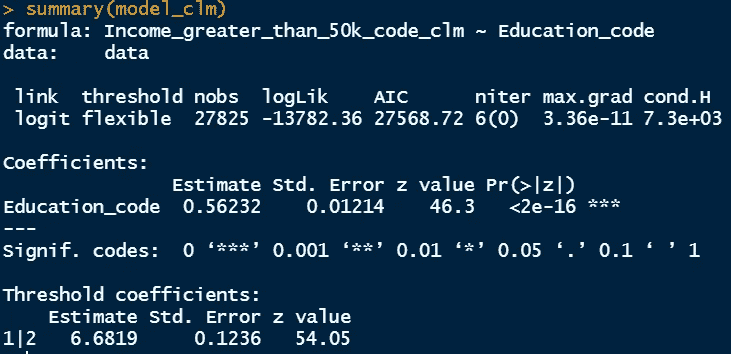 > summary(model_clm)
formula: Income_greater_than_50k_code_clm ~ Education_code
data:    data

 link  threshold nobs  logLik    AIC      niter max.grad cond.H
 logit flexible  27825 -13782.36 27568.72 6(0)  3.36e-11 7.3e+03

Coefficients:
               Estimate Std. Error z value Pr(>|z|)
Education_code  0.56232    0.01214    46.3   <2e-16 ***
---
Signif. codes:  0 ‘***’ 0.001 ‘**’ 0.01 ‘*’ 0.05 ‘.’ 0.1 ‘ ’ 1

Threshold coefficients:
    Estimate Std. Error z value
1|2   6.6819     0.1236   54.05